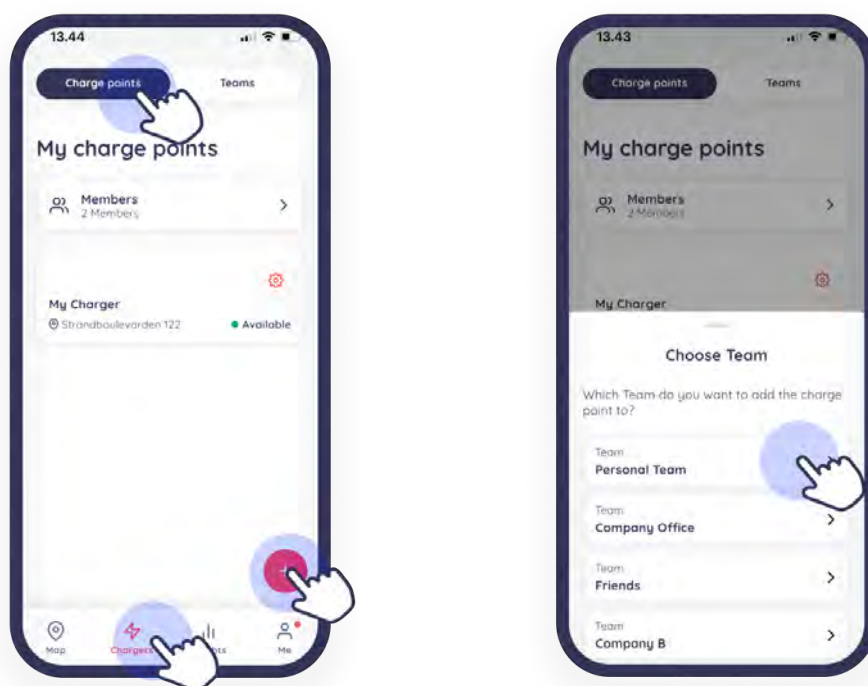 13.44
Charge points
Teams
My charge points
Members
2 Members
My Charger
Strandboulevarden 122
Available
Map
Chargers
Me
13.43
Charge points
Teams
My charge points
Members
2 Members
My Charger
Choose Team
Which Team do you want to add the charge
point to?
Team
Personal Team
Team
Company Office
Team
Friends
Team
Company B